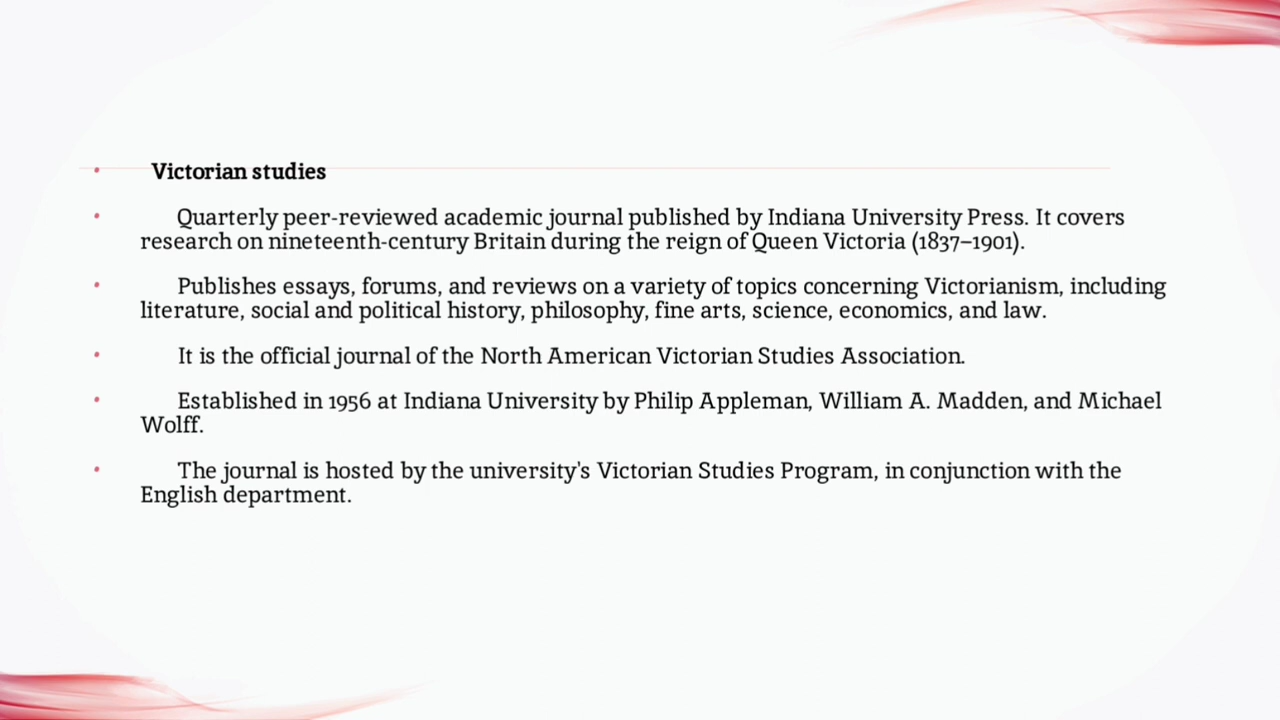 • Victorian studies
• Quarterly peer-reviewed academic journal published by Indiana University Press. It covers
research on nineteenth-century Britain during the reign of Queen Victoria (1837–1901).
• Publishes essays, forums, and reviews on a variety of topics concerning Victorianism, including
literature, social and political history, philosophy, fine arts, science, economics, and law.
• It is the official journal of the North American Victorian Studies Association.
• Established in 1956 at Indiana University by Philip Appleman, William A. Madden, and Michael
Wolff.
• The journal is hosted by the university's Victorian Studies Program, in conjunction with the
English department.